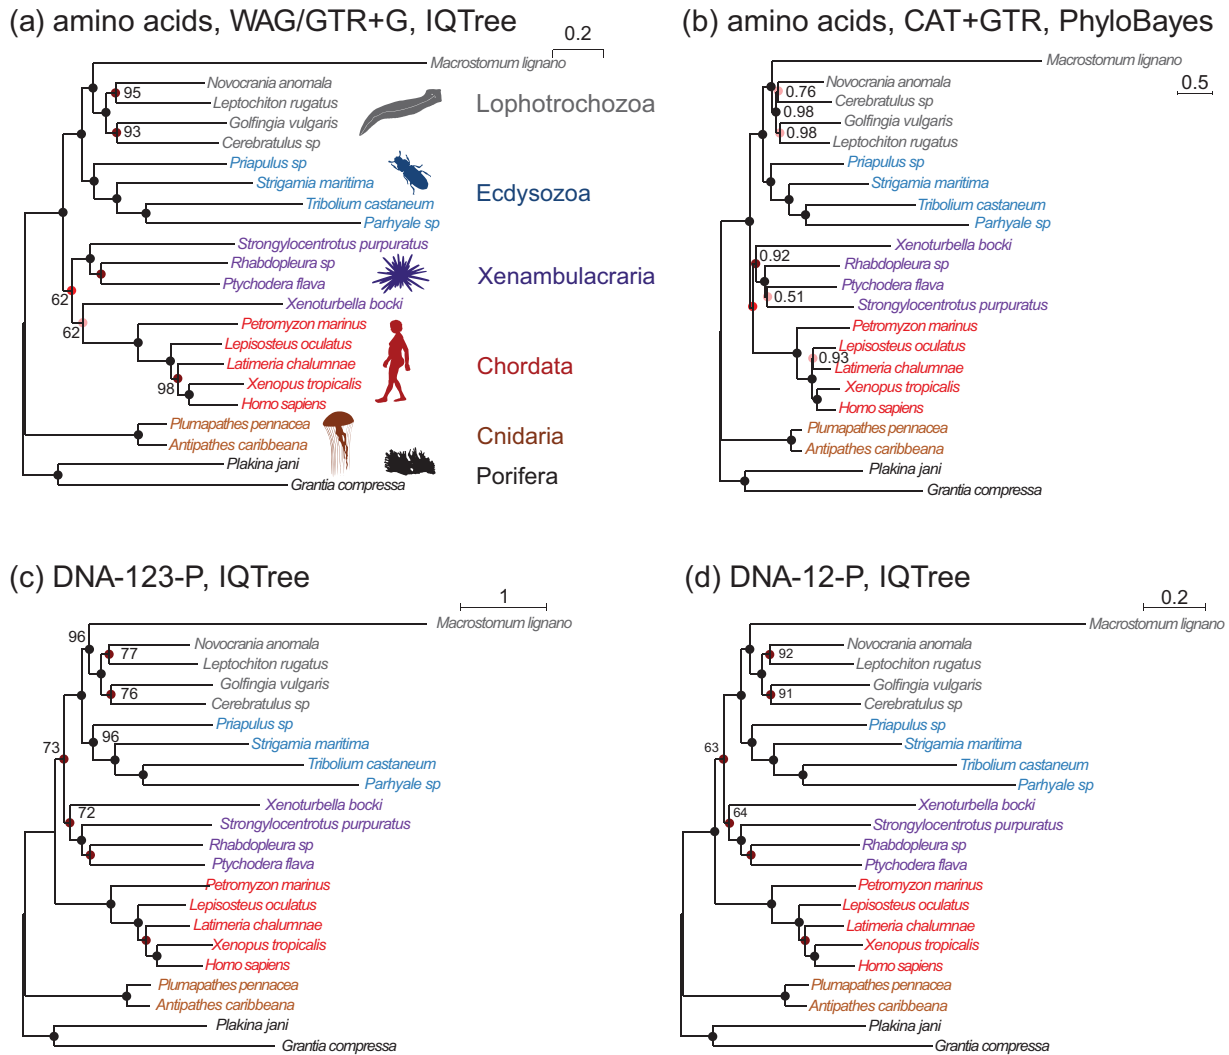 (a) amino acids, WAG/GTR+G, IQTree
0.2
Macrostomum lignano
Novocrania anomala
95
Leptochiton rugatus
Lophotrochozoa
Golfingia vulgaris
93
Cerebratulus sp
Priapulus sp
Strigamia maritima
Ecdysozoa
Tribolium castaneum
Parhyale sp
Strongylocentrotus purpuratus
Rhabdopleura sp
Xenambulacraria
Ptychodera flava
62
Xenoturbella bocki
62
Petromyzon marinus
Lepisosteus oculatus
Latimeria chalumnae
Chordata
98
Xenopus tropicalis
Homo sapiens
Plumapathes pennacea
Cnidaria
Antipathes caribbeana
Plakina jani
Porifera
Grantia compressa
(b) amino acids, CAT+GTR, PhyloBayes
Macrostomum lignano
0.5
Novocrania anomala
0.76
Cerebratulus sp
0.98
Golfingia vulgaris
0.98
Leptochiton rugatus
Priapulus sp
Strigamia maritima
Tribolium castaneum
Parhyale sp
Xenoturbella bocki
0.92
Rhabdopleura sp
Ptychodera flava
0.51
Strongylocentrotus purpuratus
Petromyzon marinus
Lepisosteus oculatus
0.93
Latimeria chalumnae
Xenopus tropicalis
Homo sapiens
Plumapathes pennacea
Antipathes caribbeana
Plakina jani
Grantia compressa
(c) DNA-123-P, IQTree
1
Macrostomum lignano
96
Novocrania anomala
77
Leptochiton rugatus
Golfingia vulgaris
76
Cerebratulus sp
Priapulus sp
96
Strigamia maritima
73
Tribolium castaneum
Parhyale sp
Xenoturbella bocki
72
Strongylocentrotus purpuratus
Rhabdopleura sp
Ptychodera flava
Petromyzon marinus
Lepisosteus oculatus
Latimeria chalumnae
Xenopus tropicalis
Homo sapiens
Plumapathes pennacea
Antipathes caribbeana
Plakina jani
Grantia compressa
(d) DNA-12-P, IQTree
0.2
Macrostomum lignano
Novocrania anomala
92
Leptochiton rugatus
Golfingia vulgaris
91
Cerebratulus sp
Priapulus sp
Strigamia maritima
63
Tribolium castaneum
Parhyale sp
Xenoturbella bocki
64
Strongylocentrotus purpuratus
Rhabdopleura sp
Ptychodera flava
Petromyzon marinus
Lepisosteus oculatus
Latimeria chalumnae
Xenopus tropicalis
Homo sapiens
Plumapathes pennacea
Antipathes caribbeana
Plakina jani
Grantia compressa